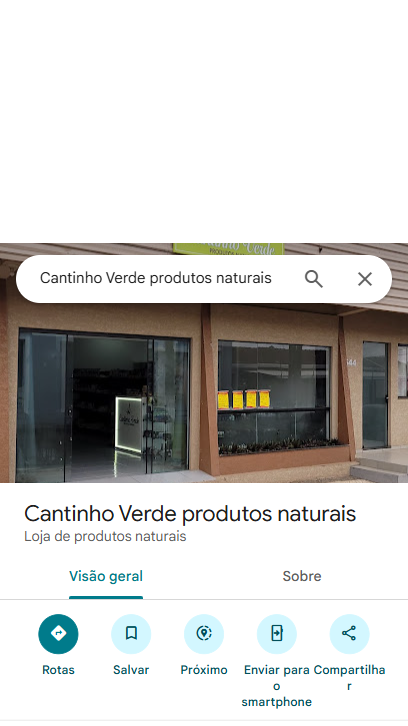 Cantinho Verde produtos naturais
Cantinho Verde produtos naturais
Loja de produtos naturais
Visão geral
Sobre
Rotas
Salvar
Próximo
Enviar para o smartphone
Compartilhar